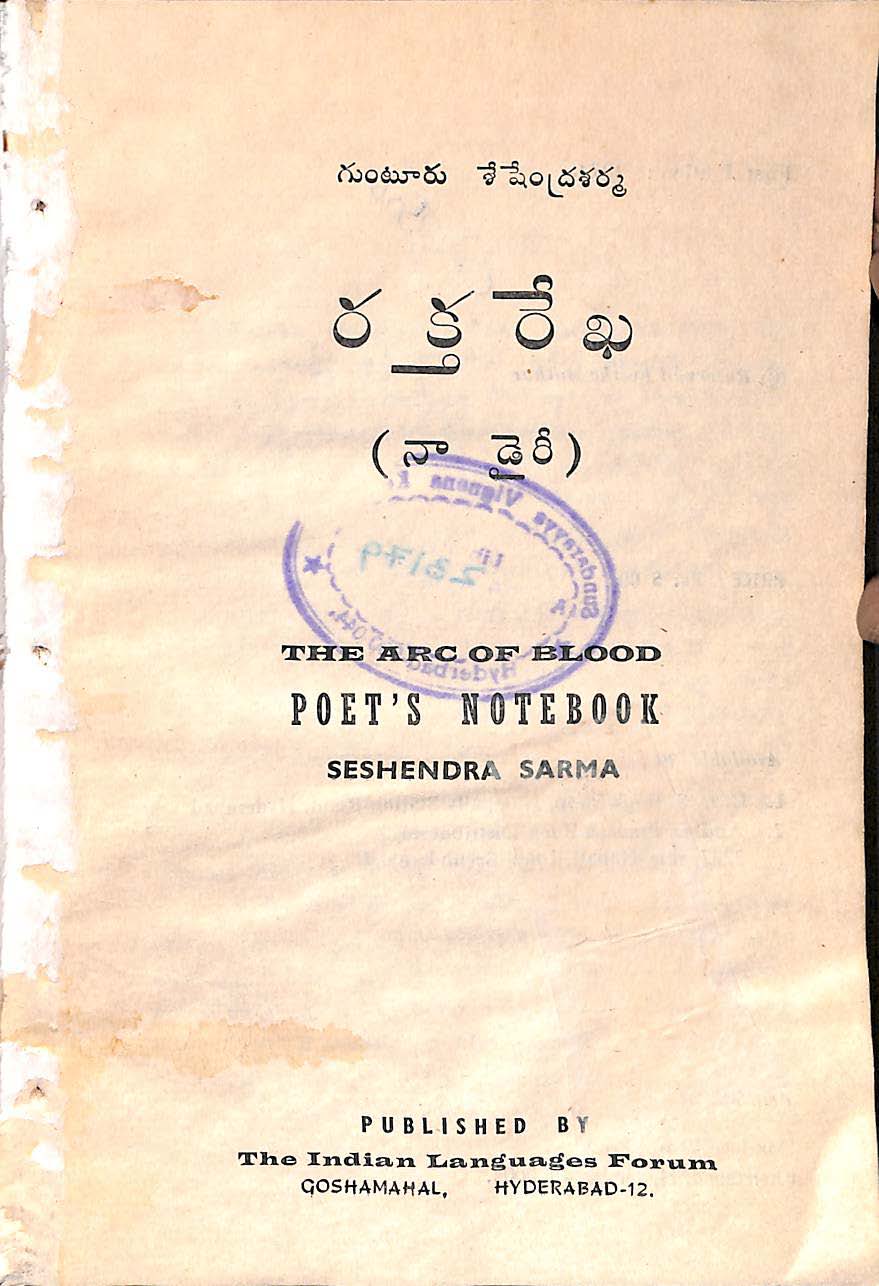 గుంటూరు శేషేంద్రశర్మ
రక్తరేఖ
(నా డైరీ)
THE ARC OF BLOOD
POET'S NOTEBOOK
SESHENDRA SARMA
PUBLISHED BY
The Indian Languages Forum
GOSHAMAHAL, HYDERABAD-12.